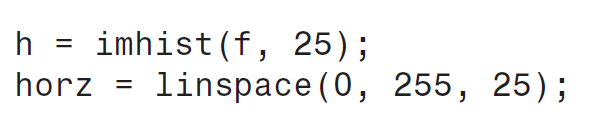 h = imhist(f, 25);
horz = linspace(0, 255, 25);